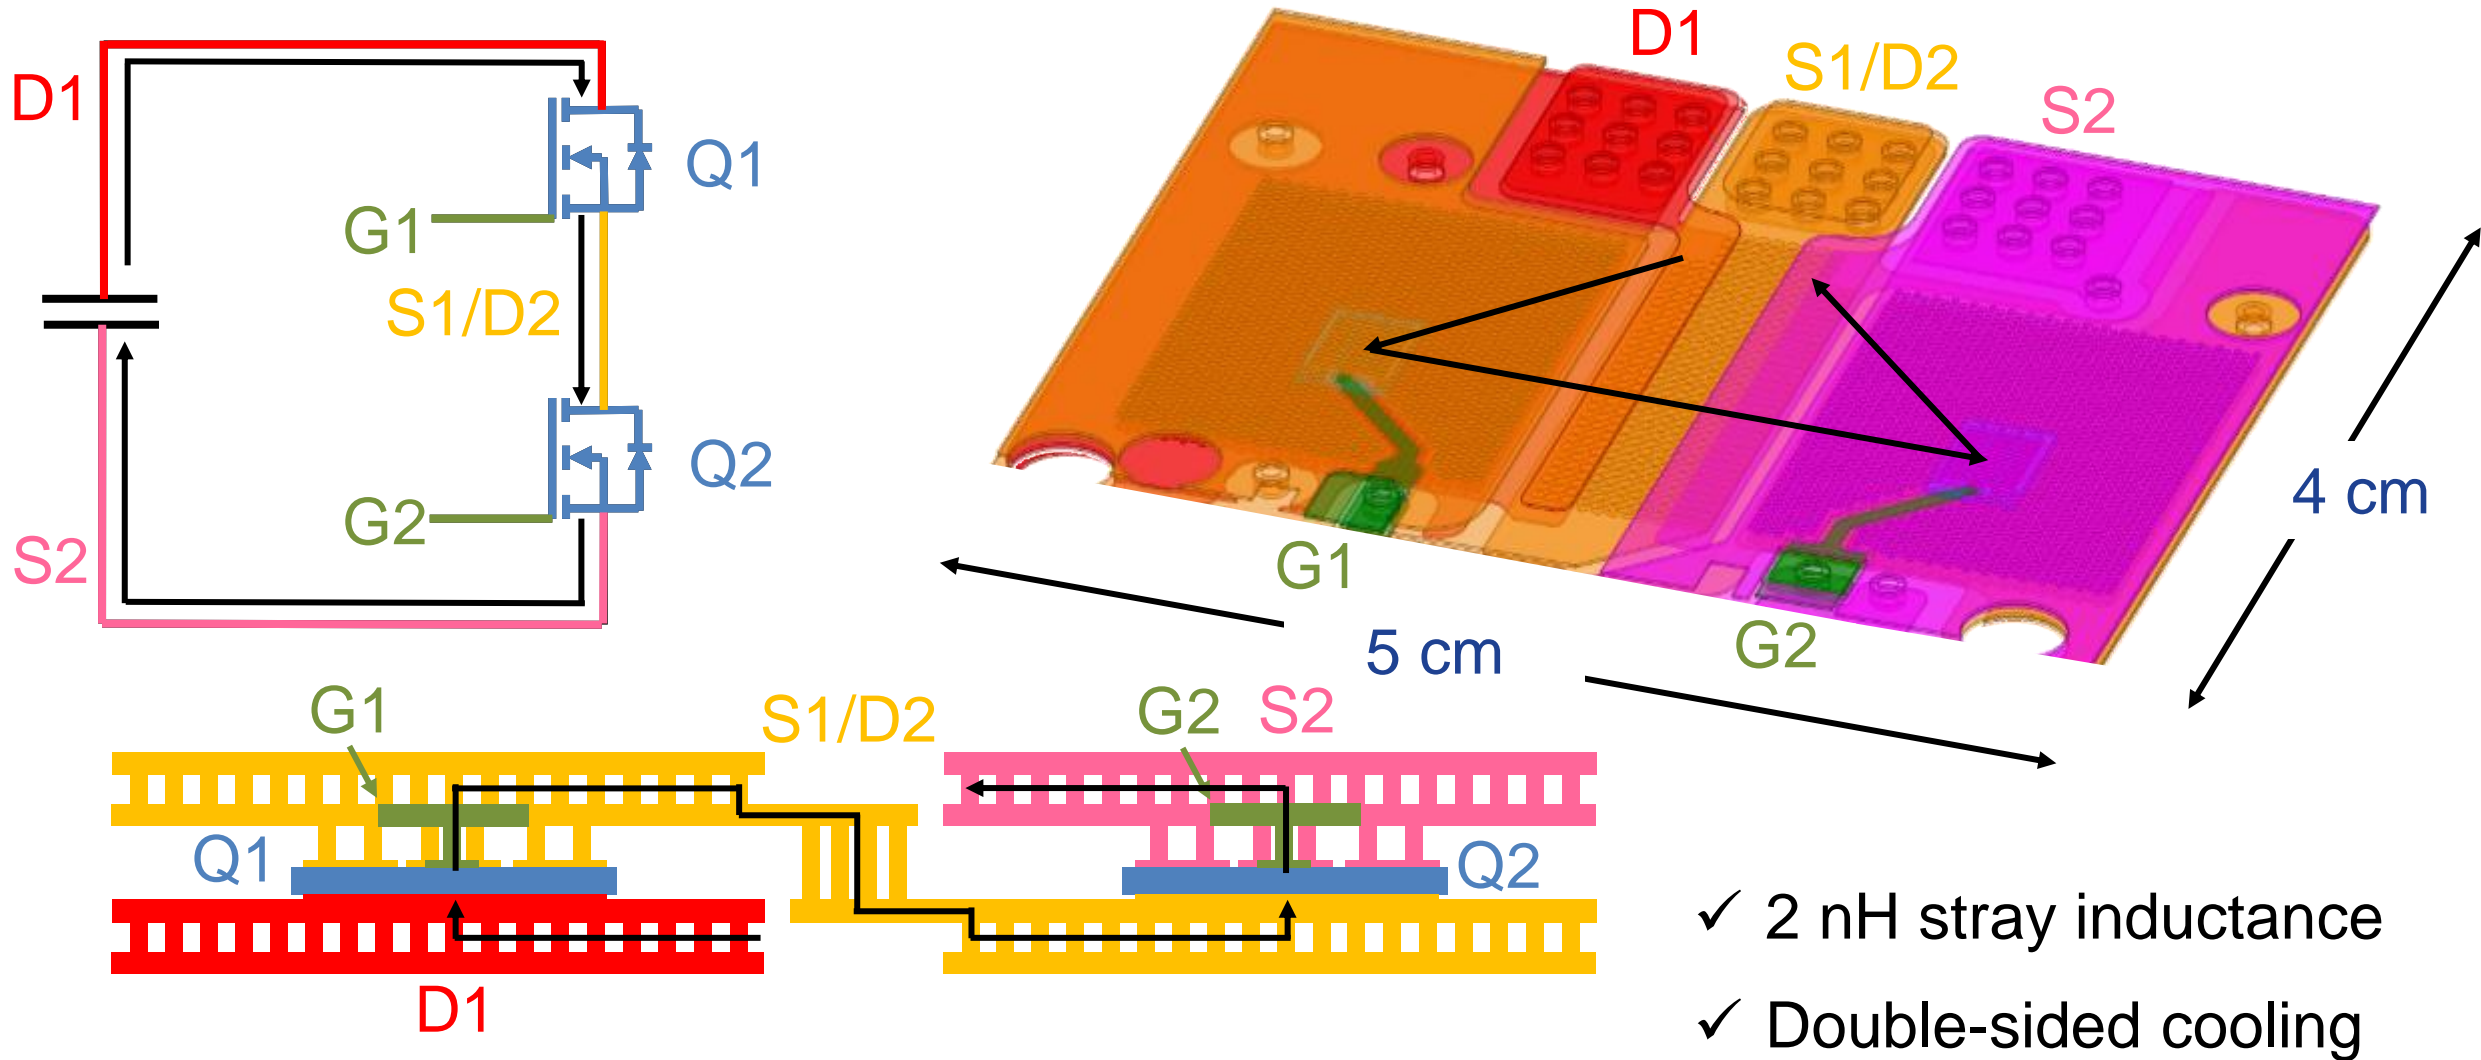 D1
Q1
G1
S1/D2
Q2
G2
S2
D1
S1/D2
S2
G1
G2
5 cm
4 cm
G1
S1/D2
G2
S2
Q1
Q2
D1
✓ 2 nH stray inductance
✓ Double-sided cooling